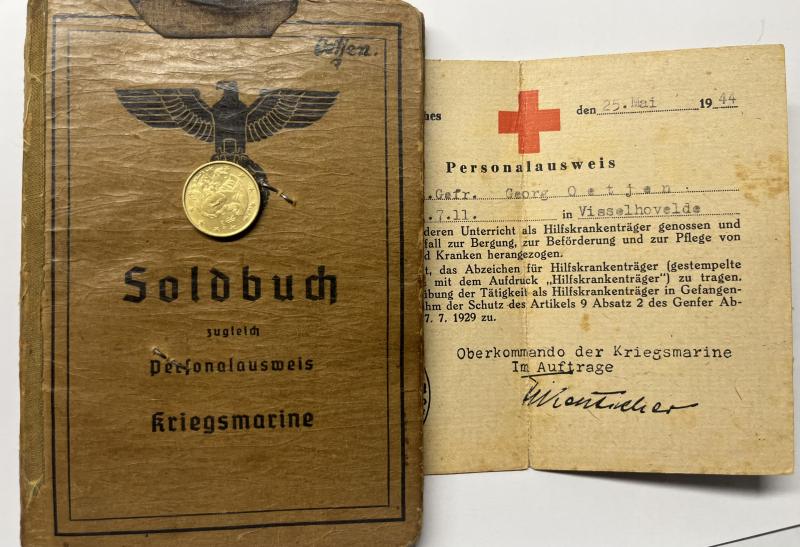 Oetjen.
Soldbuch
zugleich
Personalausweis
Kriegsmarine
hes
den 25. Mai 1944
Personalausweis
.Gefr. Georg Oetjen
.7.11. in Visselhovelde
deren Unterricht als Hilfskrankenträger genossen und
fall zur Bergung, zur Beförderung und zur Pflege von
d Kranken herangezogen.
t, das Abzeichen für Hilfskrankenträger (gestempelte
mit dem Aufdruck „Hilfskrankenträger“) zu tragen.
bung der Tätigkeit als Hilfskrankenträger in Gefangen-
hm der Schutz des Artikels 9 Absatz 2 des Genfer Ab-
7. 7. 1929 zu.
Oberkommando der Kriegsmarine
Im Auftrage